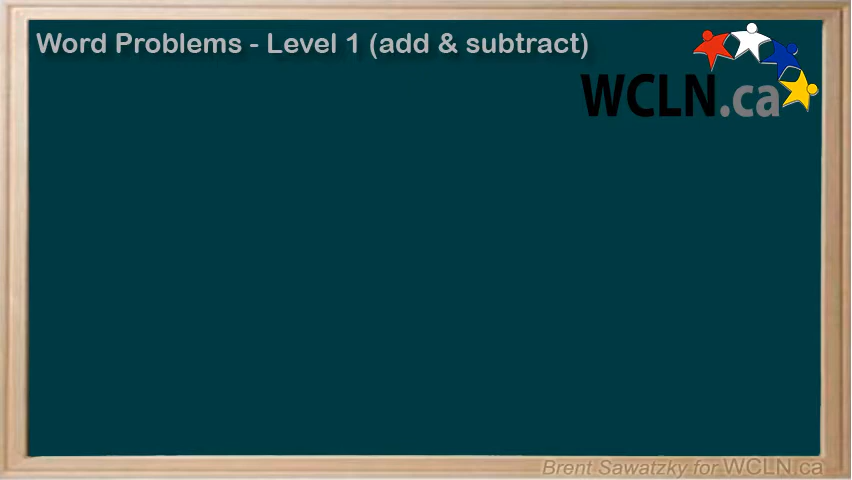 Word Problems - Level 1 (add & subtract)
WCLN.ca
Brent Sawatzky for WCLN.ca